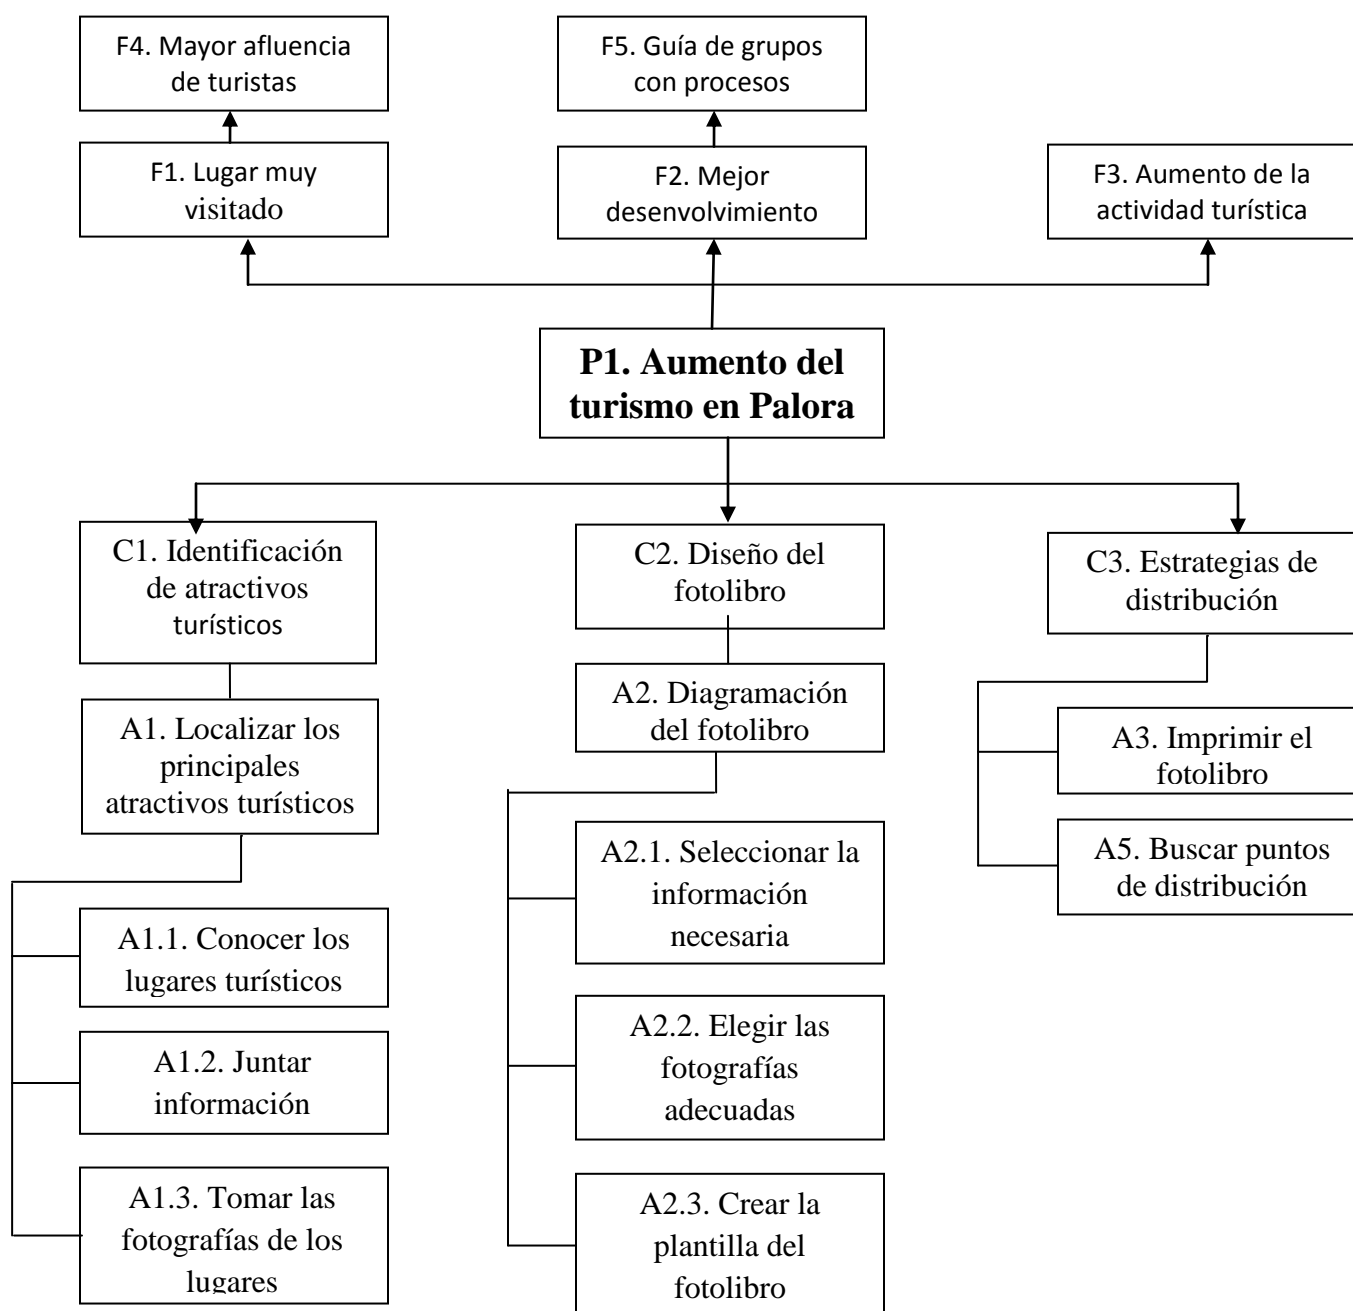 F4. Mayor afluencia
de turistas
F5. Guía de grupos
con procesos
F1. Lugar muy
visitado
F2. Mejor
desenvolvimiento
F3. Aumento de la
actividad turística
P1. Aumento del
turismo en Palora
C1. Identificación
de atractivos
turísticos
C2. Diseño del
fotolibro
C3. Estrategias de
distribución
A1. Localizar los
principales
atractivos turísticos
A2. Diagramación
del fotolibro
A3. Imprimir el
fotolibro
A5. Buscar puntos
de distribución
A1.1. Conocer los
lugares turísticos
A1.2. Juntar
información
A1.3. Tomar las
fotografías de los
lugares
A2.1. Seleccionar la
información
necesaria
A2.2. Elegir las
fotografías
adecuadas
A2.3. Crear la
plantilla del
fotolibro